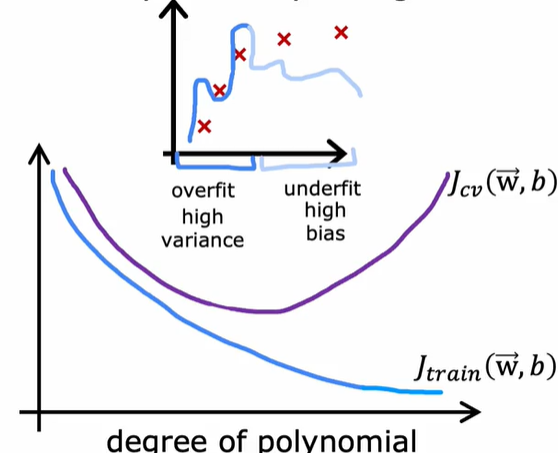 overfit
high
variance
underfit
high
bias
J_cv(w⃗, b)
J_train(w⃗, b)
degree of polynomial